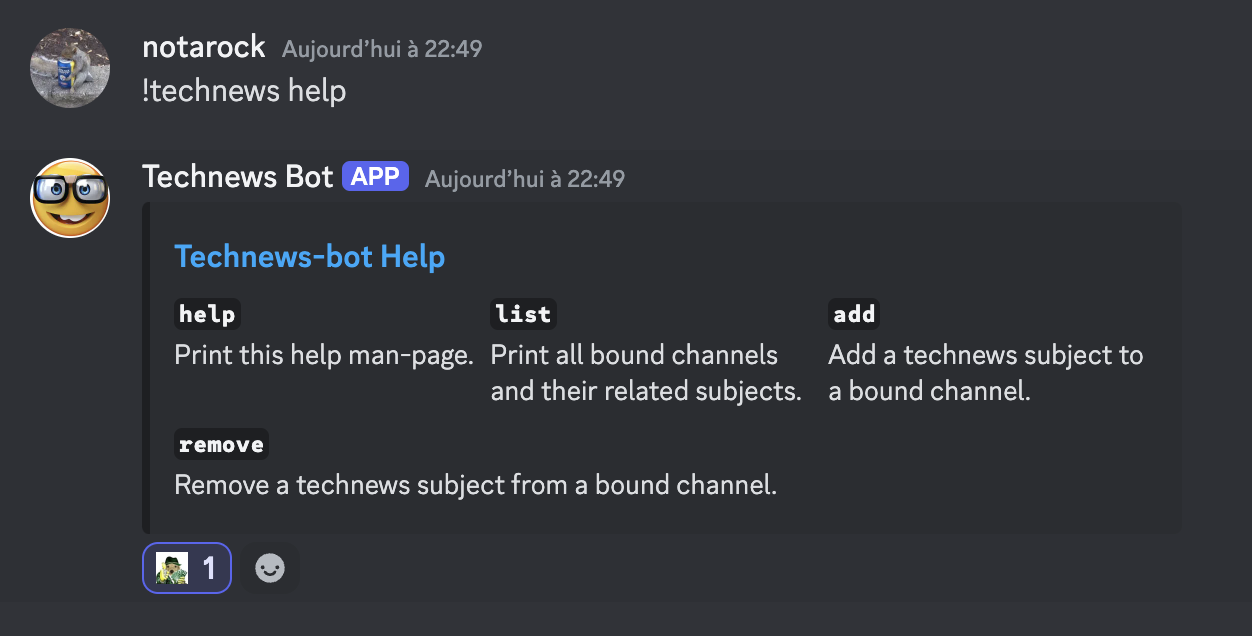 notarock Aujourd’hui à 22:49
!technews help
Technews Bot APP Aujourd’hui à 22:49
Technews-bot Help
help
Print this help man-page.
list
Print all bound channels
and their related subjects.
add
Add a technews subject to
a bound channel.
remove
Remove a technews subject from a bound channel.
1